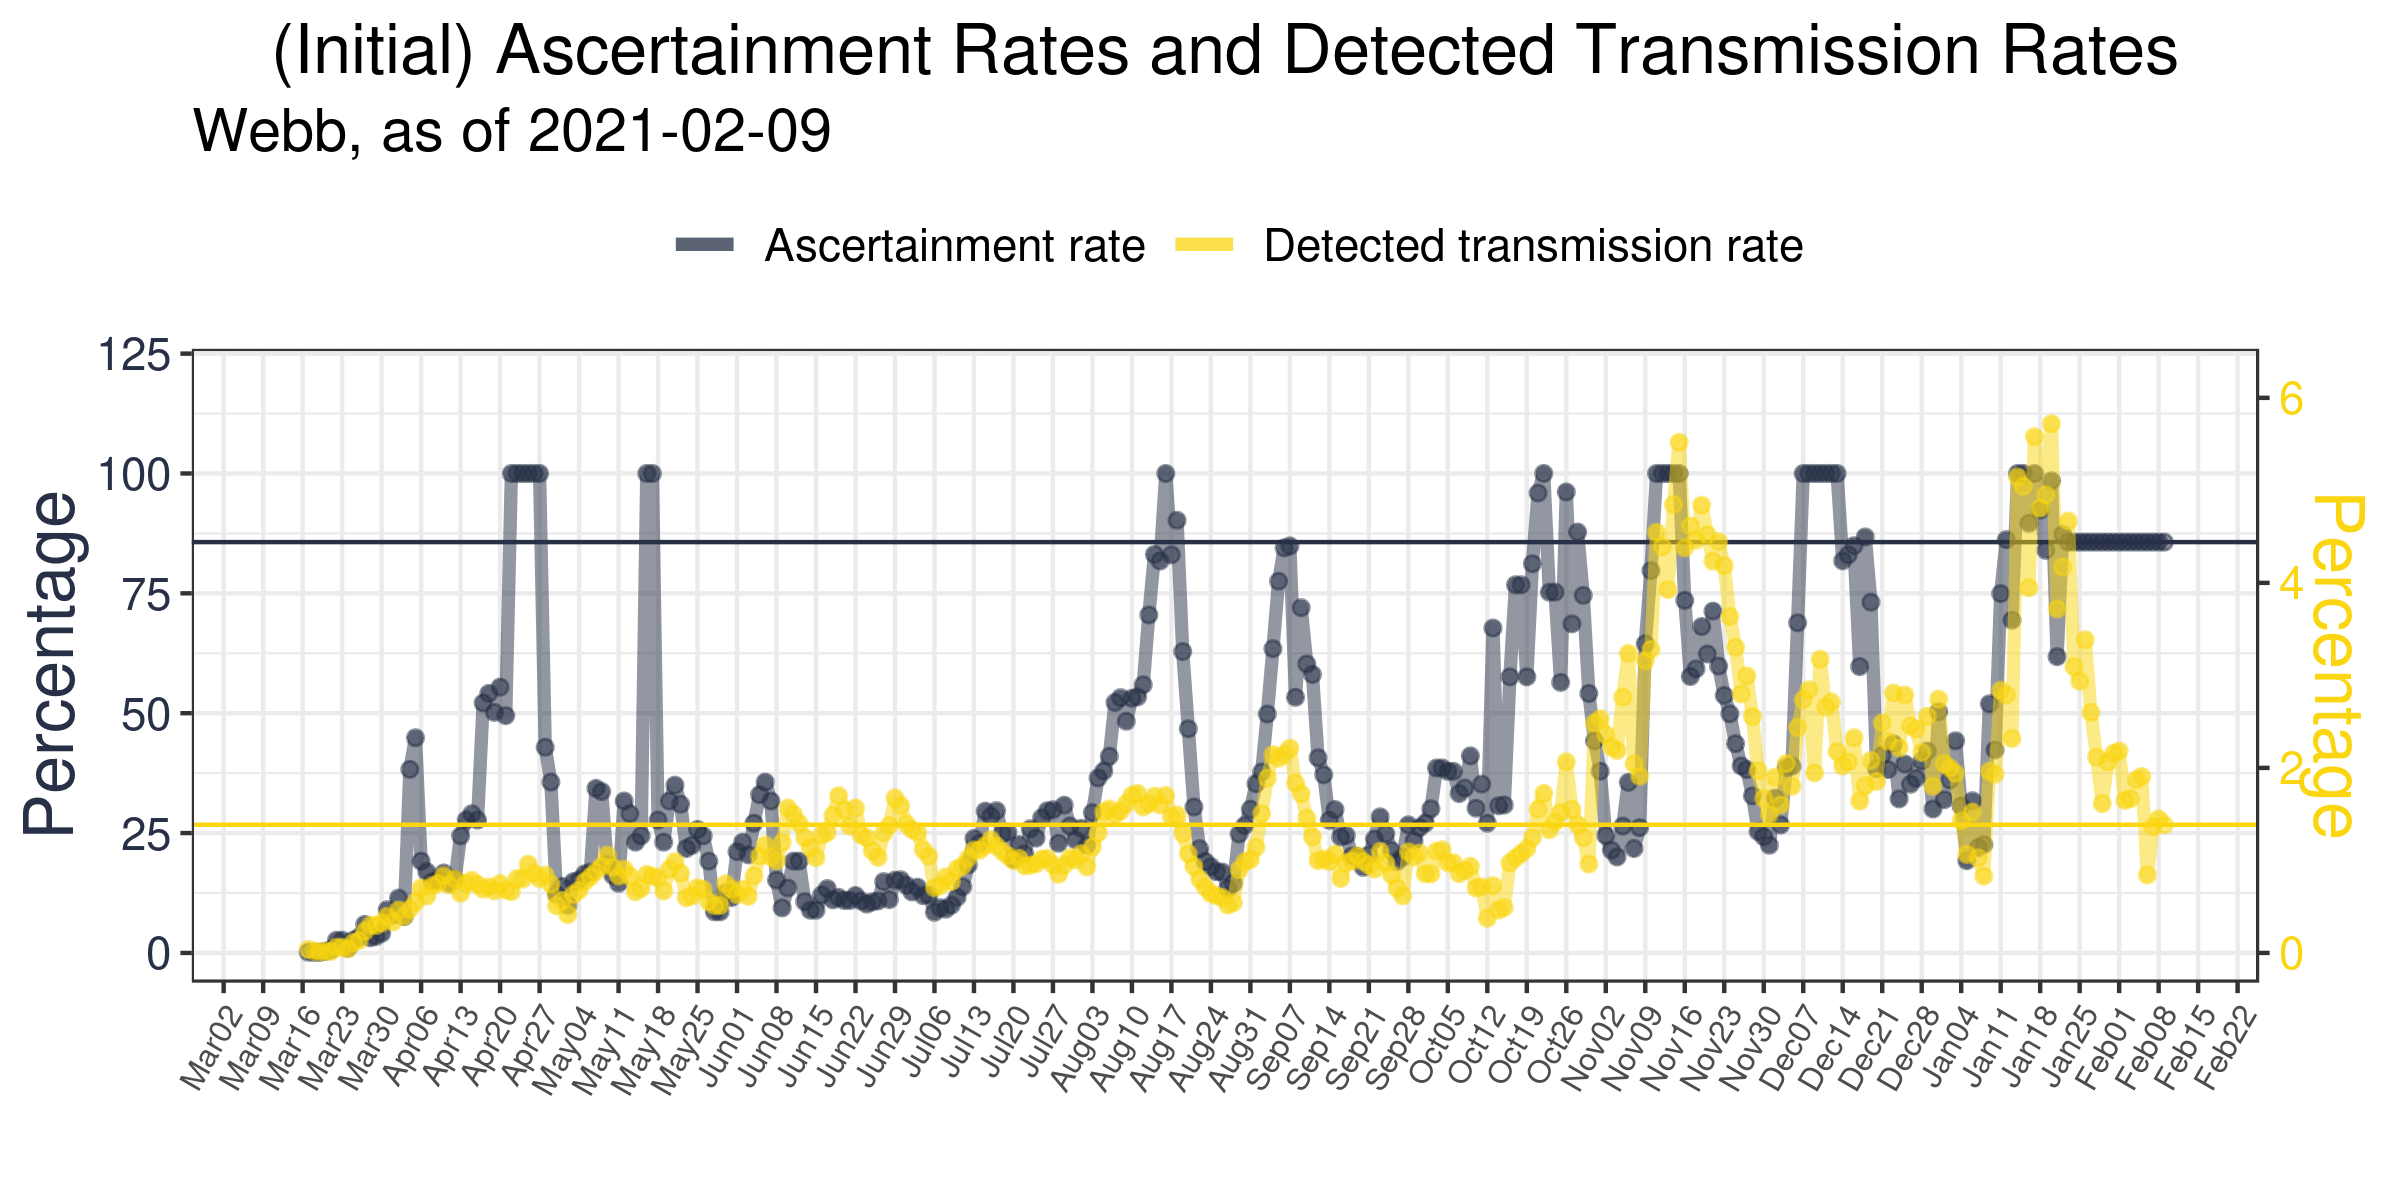 (Initial) Ascertainment Rates and Detected Transmission Rates
Webb, as of 2021-02-09
Ascertainment rate
Detected transmission rate
Percentage
125
100
75
50
25
0
6
4
2
0
Percentage
Mar02
Mar09
Mar16
Mar23
Mar30
Apr06
Apr13
Apr20
Apr27
May04
May11
May18
May25
Jun01
Jun08
Jun15
Jun22
Jun29
Jul06
Jul13
Jul20
Jul27
Aug03
Aug10
Aug17
Aug24
Aug31
Sep07
Sep14
Sep21
Sep28
Oct05
Oct12
Oct19
Oct26
Nov02
Nov09
Nov16
Nov23
Nov30
Dec07
Dec14
Dec21
Dec28
Jan04
Jan11
Jan18
Jan25
Feb01
Feb08
Feb15
Feb22